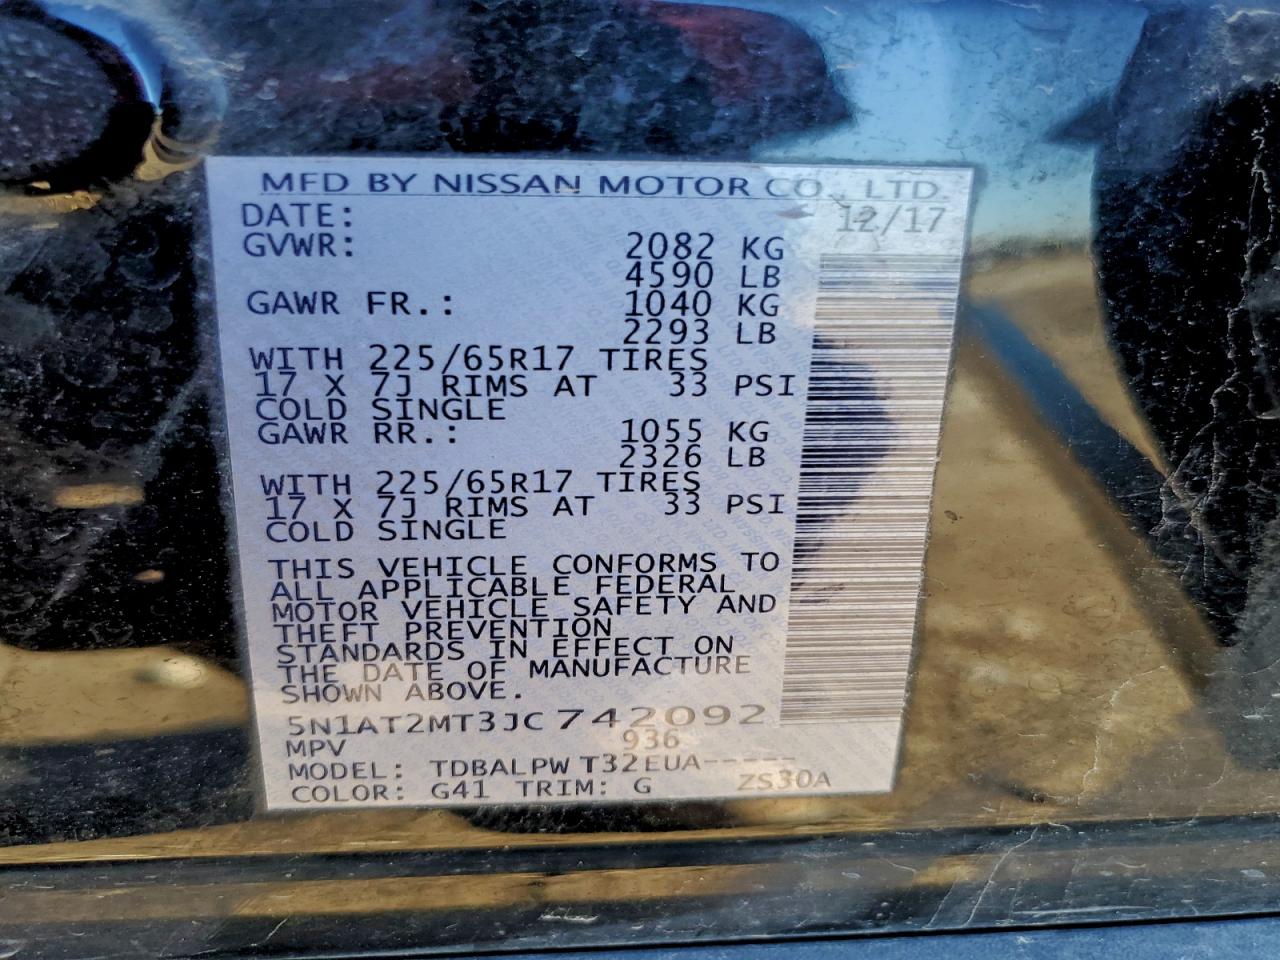 MFD BY NISSAN MOTOR CO., LTD.
DATE: 12/17
GVWR: 2082 KG
4590 LB
GAWR FR.: 1040 KG
2293 LB
WITH 225/65R17 TIRES
17 X 7J RIMS AT 33 PSI
COLD SINGLE
GAWR RR.: 1055 KG
2326 LB
WITH 225/65R17 TIRES
17 X 7J RIMS AT 33 PSI
COLD SINGLE
THIS VEHICLE CONFORMS TO
ALL APPLICABLE FEDERAL
MOTOR VEHICLE SAFETY AND
THEFT PREVENTION
STANDARDS IN EFFECT ON
THE DATE OF MANUFACTURE
SHOWN ABOVE.
5N1AT2MT3JC742092
MPV 936
MODEL: TDBALPWT32EUA-----
COLOR: G41 TRIM: G ZS30A